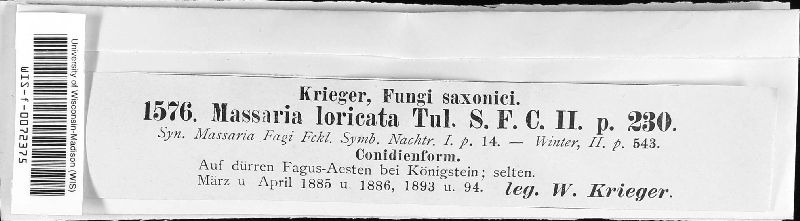 Krieger, Fungi saxonici.
1576. Massaria loricata Tul. S. F. C. II. p. 230.
Syn. Massaria Fagi Fckl. Symb. Nachtr. I. p. 14. — Winter, II. p. 543.
Conidienform.
Auf dürren Fagus-Aesten bei Königstein; selten.
März u April 1885 u. 1886, 1893 u. 94. leg. W. Krieger.
University of Wisconsin-Madison (WIS)
WIS-f-0072375